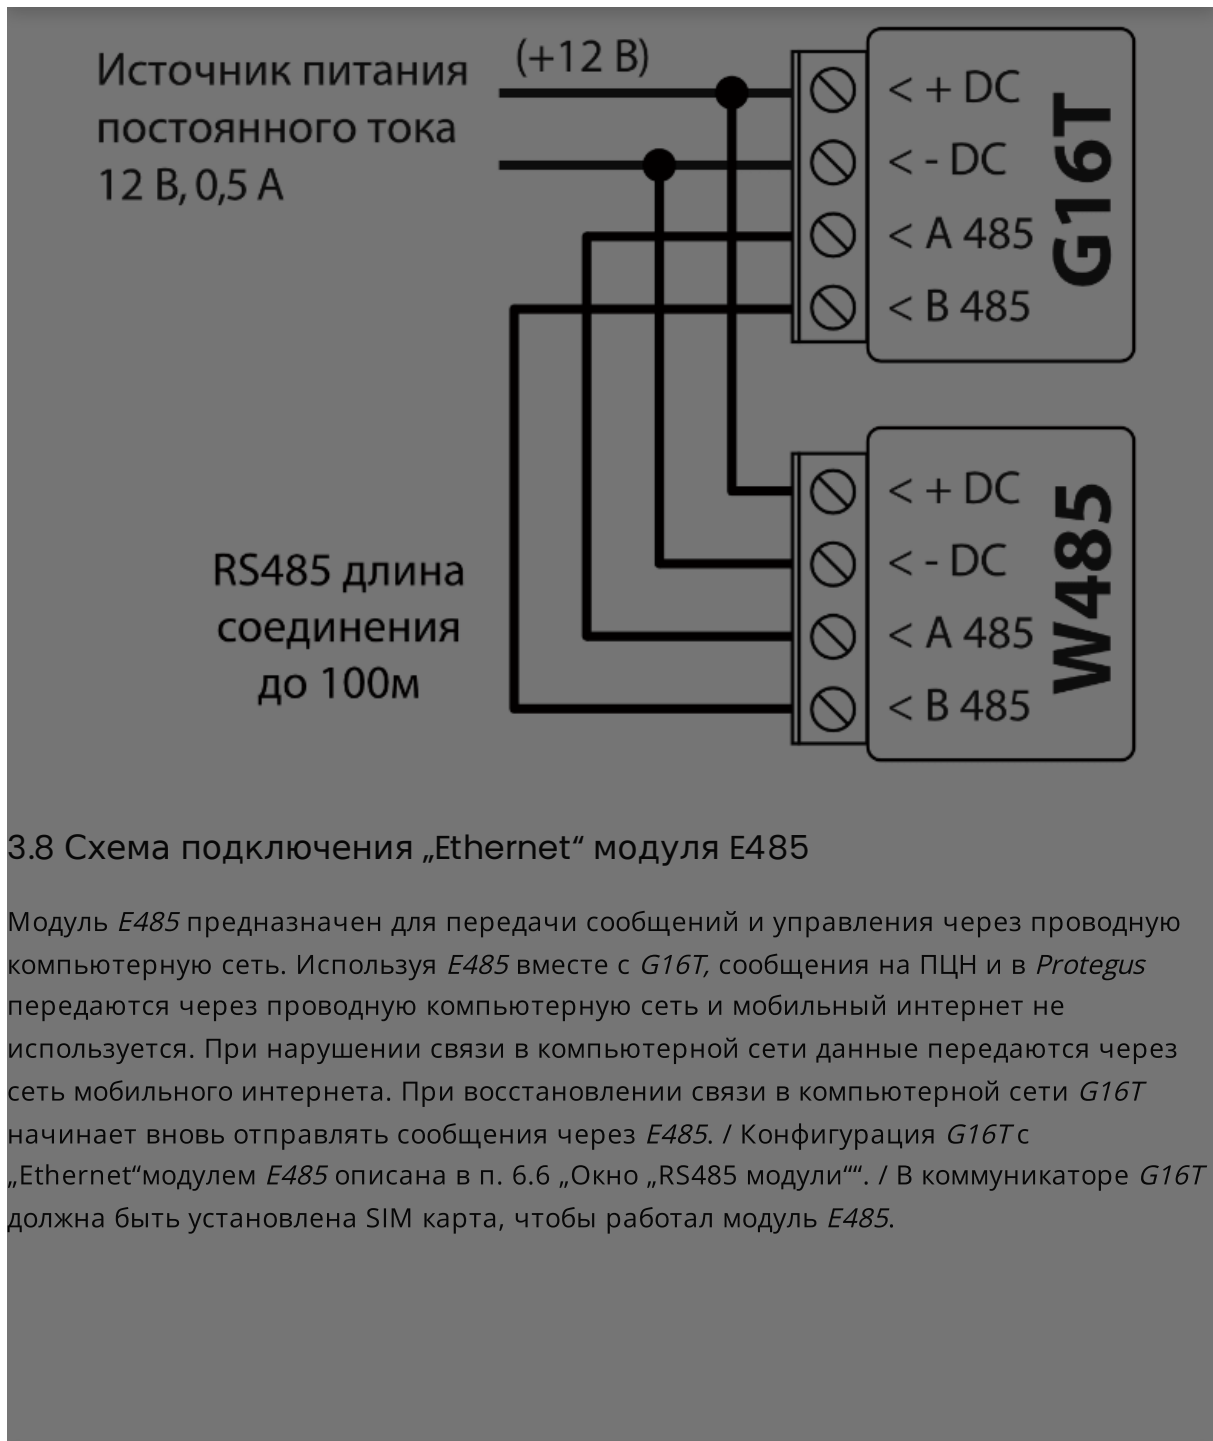 Источник питания
постоянного тока
12 В, 0,5 А
(+12 В)
< + DC
< - DC
< A 485
< B 485
G16T
RS485 длина
соединения
до 100м
< + DC
< - DC
< A 485
< B 485
W485
3.8 Схема подключения „Ethernet“ модуля E485
Модуль E485 предназначен для передачи сообщений и управления через проводную
компьютерную сеть. Используя E485 вместе с G16T, сообщения на ПЦН и в Protegus
передаются через проводную компьютерную сеть и мобильный интернет не
используется. При нарушении связи в компьютерной сети данные передаются через
сеть мобильного интернета. При восстановлении связи в компьютерной сети G16T
начинает вновь отправлять сообщения через E485. / Конфигурация G16T с
„Ethernet“модулем E485 описана в п. 6.6 „Окно „RS485 модули““. / В коммуникаторе G16T
должна быть установлена SIM карта, чтобы работал модуль E485.